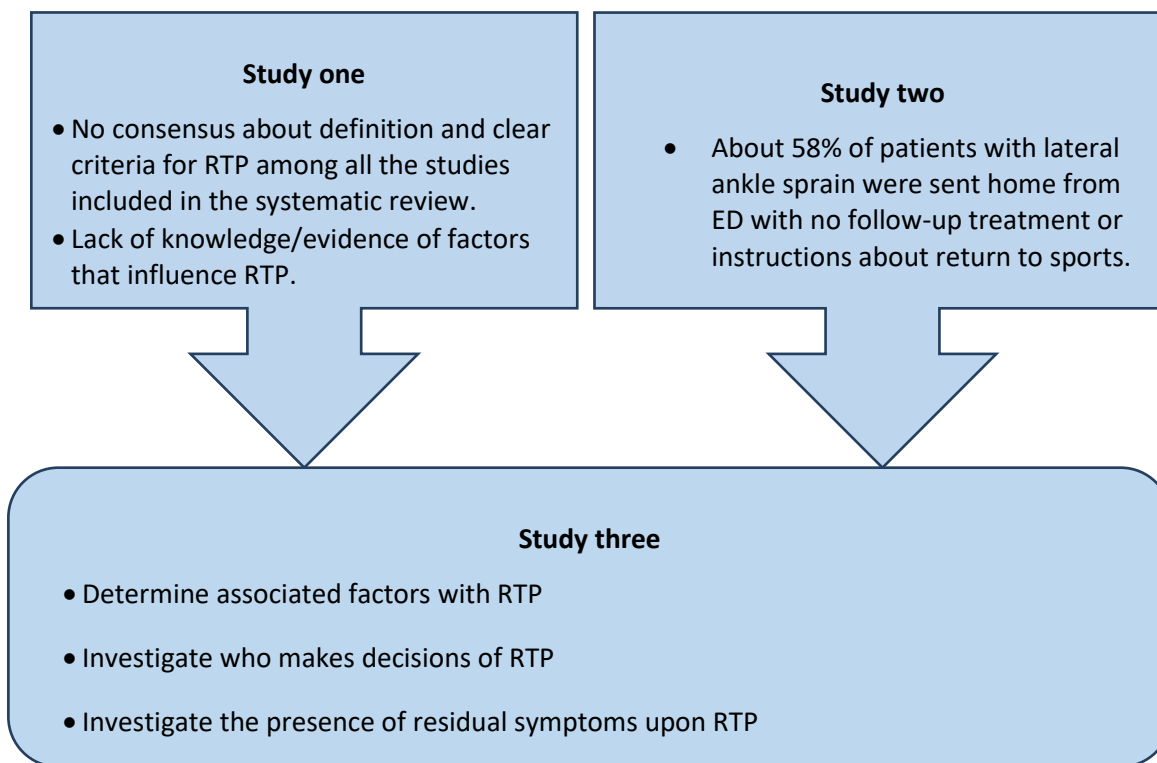 Study one
• No consensus about definition and clear
criteria for RTP among all the studies
included in the systematic review.
• Lack of knowledge/evidence of factors
that influence RTP.
Study two
• About 58% of patients with lateral
ankle sprain were sent home from
ED with no follow-up treatment or
instructions about return to sports.
Study three
• Determine associated factors with RTP
• Investigate who makes decisions of RTP
• Investigate the presence of residual symptoms upon RTP